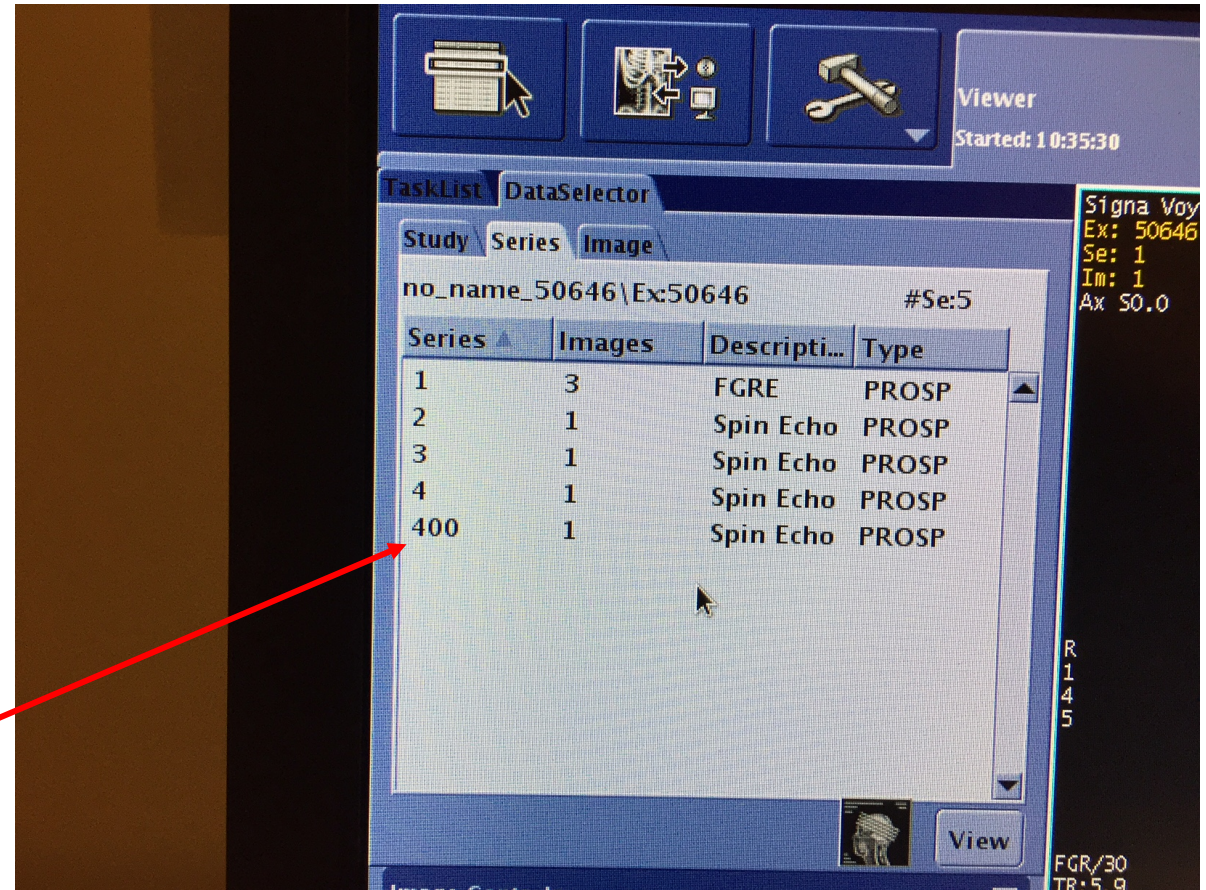 Viewer
Started: 10:35:30
TaskList DataSelector
Study Series Image
no_name_50646\Ex:50646 #Se:5
Series Images Descripti... Type
1 3 FGRE PROSP
2 1 Spin Echo PROSP
3 1 Spin Echo PROSP
4 1 Spin Echo PROSP
400 1 Spin Echo PROSP
View
Signa Voy
Ex: 50646
Se: 1
Im: 1
Ax S0.0
R
1
4
5
FGR/30
TR:5.9